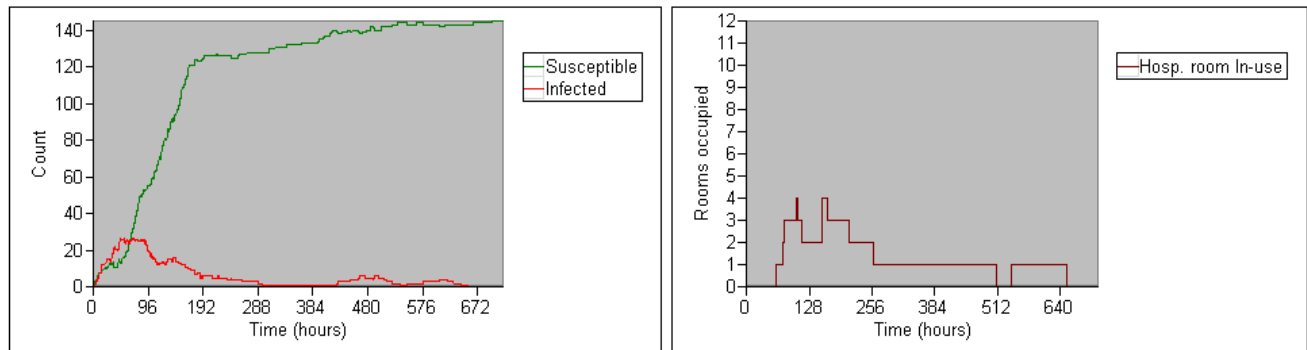 140
120
100
80
60
40
20
0
Count
0 96 192 288 384 480 576 672
Time (hours)
Susceptible
Infected
12
11
10
9
8
7
6
5
4
3
2
1
0
Rooms occupied
0 128 256 384 512 640
Time (hours)
Hosp. room In-use